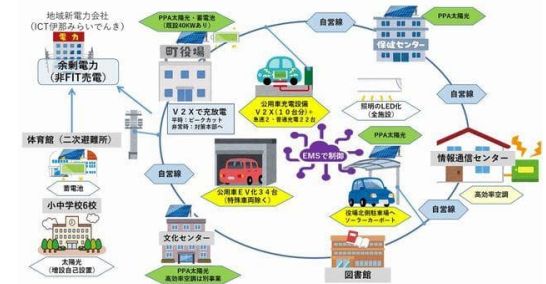 地域新電力会社
(ICT伊那みらいでんき)
電力
余剰電力
(非FIT売電)
体育館(二次避難所)
蓄電池
小中学校6校
太陽光
(増設自己設置)
PPA太陽光・蓄電池
(既設40KWあり)
町役場
V2Xで充放電
平時:ピークカット
非常時:対策本部へ
自営線
公用車EV化34台
(特殊車両除く)
文化センター
PPA太陽光
高効率空調は別事業
自営線
公用車充電設備
V2X(10台分)+
急速2・普通充電22台
EMSで制御
PPA太陽光
保健センター
照明のLED化
(全施設)
自営線
PPA太陽光
役場北側駐車場へ
ソーラーカーポート
情報通信センター
高効率空調
自営線
図書館